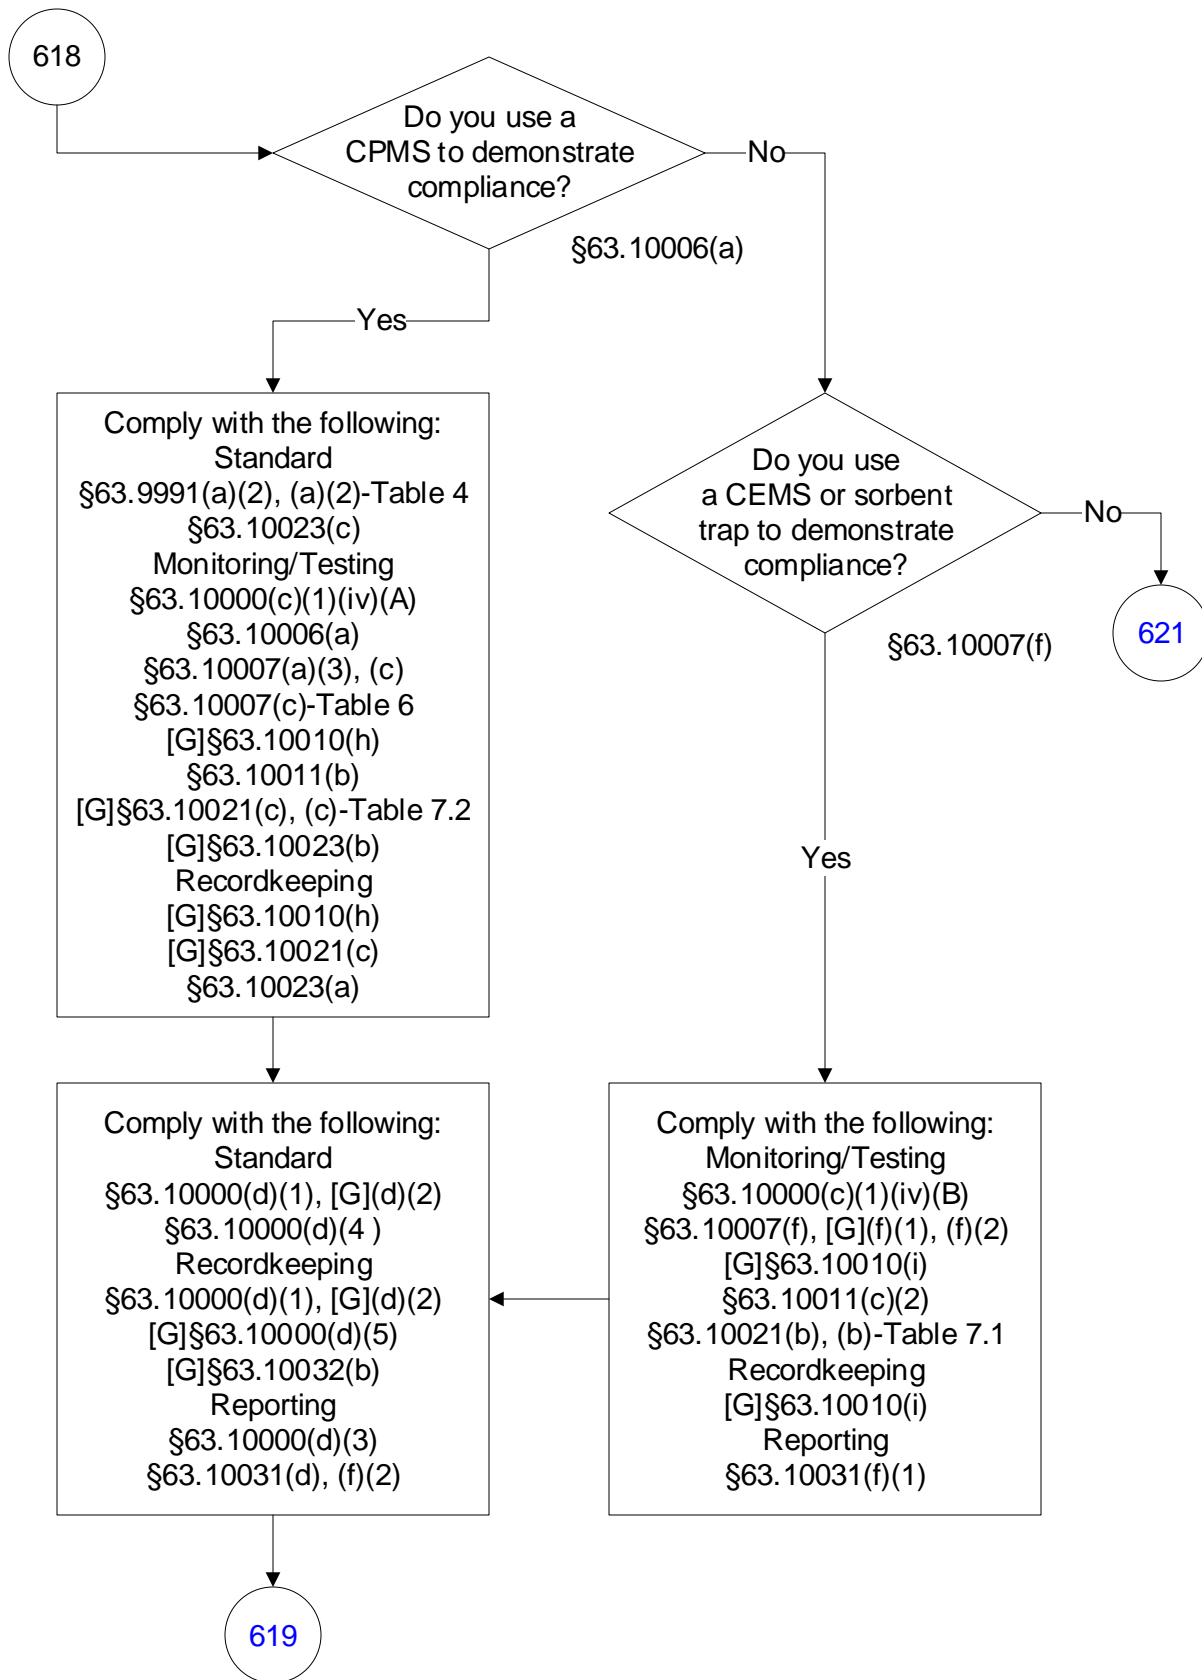 618
Do you use a
CPMS to demonstrate
compliance?
No
§63.10006(a)
Yes
Comply with the following:
Standard
§63.9991(a)(2), (a)(2)-Table 4
§63.10023(c)
Monitoring/Testing
§63.10000(c)(1)(iv)(A)
§63.10006(a)
§63.10007(a)(3), (c)
§63.10007(c)-Table 6
[G]§63.10010(h)
§63.10011(b)
[G]§63.10021(c), (c)-Table 7.2
[G]§63.10023(b)
Recordkeeping
[G]§63.10010(h)
[G]§63.10021(c)
§63.10023(a)
Do you use
a CEMS or sorbent
trap to demonstrate
compliance?
No
§63.10007(f)
621
Yes
Comply with the following:
Standard
§63.10000(d)(1), [G](d)(2)
§63.10000(d)(4 )
Recordkeeping
§63.10000(d)(1), [G](d)(2)
[G]§63.10000(d)(5)
[G]§63.10032(b)
Reporting
§63.10000(d)(3)
§63.10031(d), (f)(2)
Comply with the following:
Monitoring/Testing
§63.10000(c)(1)(iv)(B)
§63.10007(f), [G](f)(1), (f)(2)
[G]§63.10010(i)
§63.10011(c)(2)
§63.10021(b), (b)-Table 7.1
Recordkeeping
[G]§63.10010(i)
Reporting
§63.10031(f)(1)
619